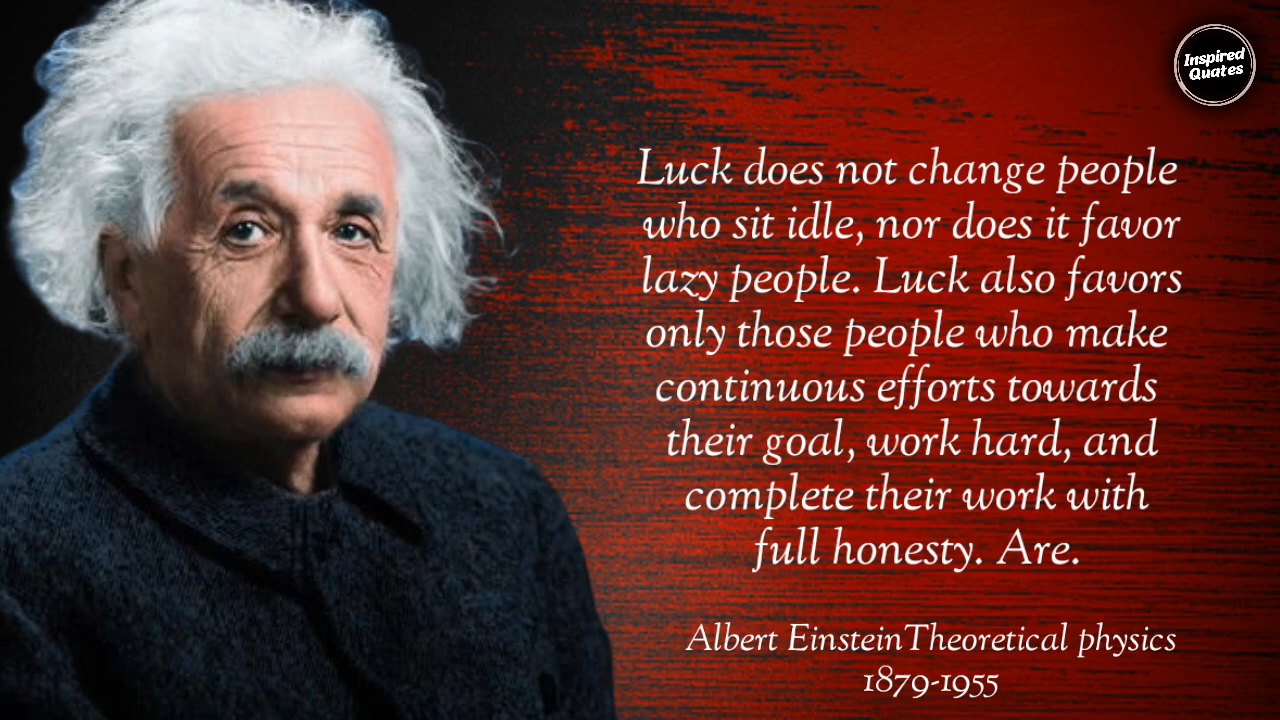 Inspired
Quates
Luck does not change people
who sit idle, nor does it favor
lazy people. Luck also favors
only those people who make
continuous efforts towards
their goal, work hard, and
complete their work with
full honesty. Are.
Albert EinsteinTheoretical physics
1879-1955